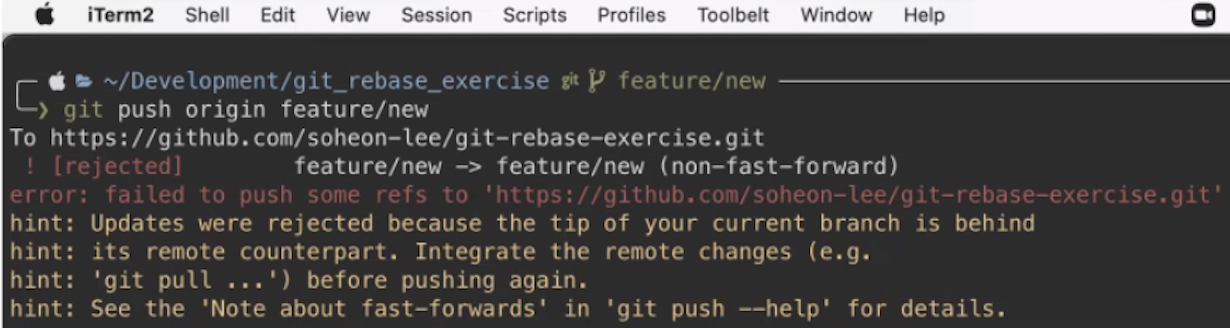 iTerm2 Shell Edit View Session Scripts Profiles Toolbelt Window Help
~/Development/git_rebase_exercise git feature/new
❯ git push origin feature/new
To https://github.com/soheon-lee/git-rebase-exercise.git
! [rejected] feature/new -> feature/new (non-fast-forward)
error: failed to push some refs to 'https://github.com/soheon-lee/git-rebase-exercise.git'
hint: Updates were rejected because the tip of your current branch is behind
hint: its remote counterpart. Integrate the remote changes (e.g.
hint: 'git pull ...') before pushing again.
hint: See the 'Note about fast-forwards' in 'git push --help' for details.